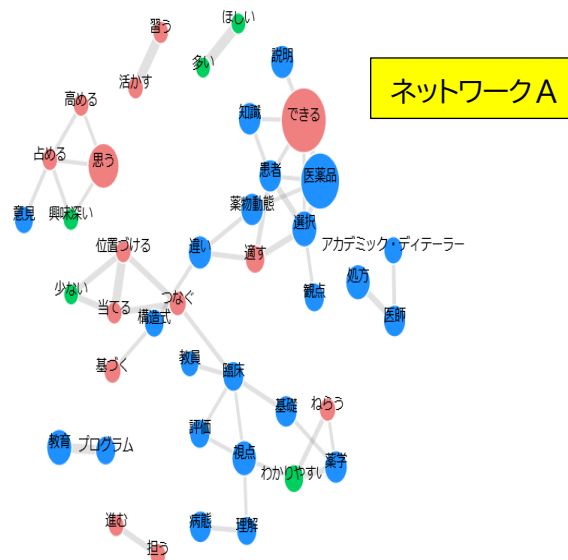 ほしい
習う
多い
説明
活かす
ネットワークA
高める
知識
できる
占める
思う
患者
医薬品
意見
興味深い
薬物動態
選択
位置づける
違い
適す
アカデミック・ディテーラー
処方
少ない
当てる
つなぐ
構造式
観点
医師
基づく
教員
臨床
基礎
ねらう
評価
教育
プログラム
視点
わかりやすい
薬学
進む
病態
理解
担う